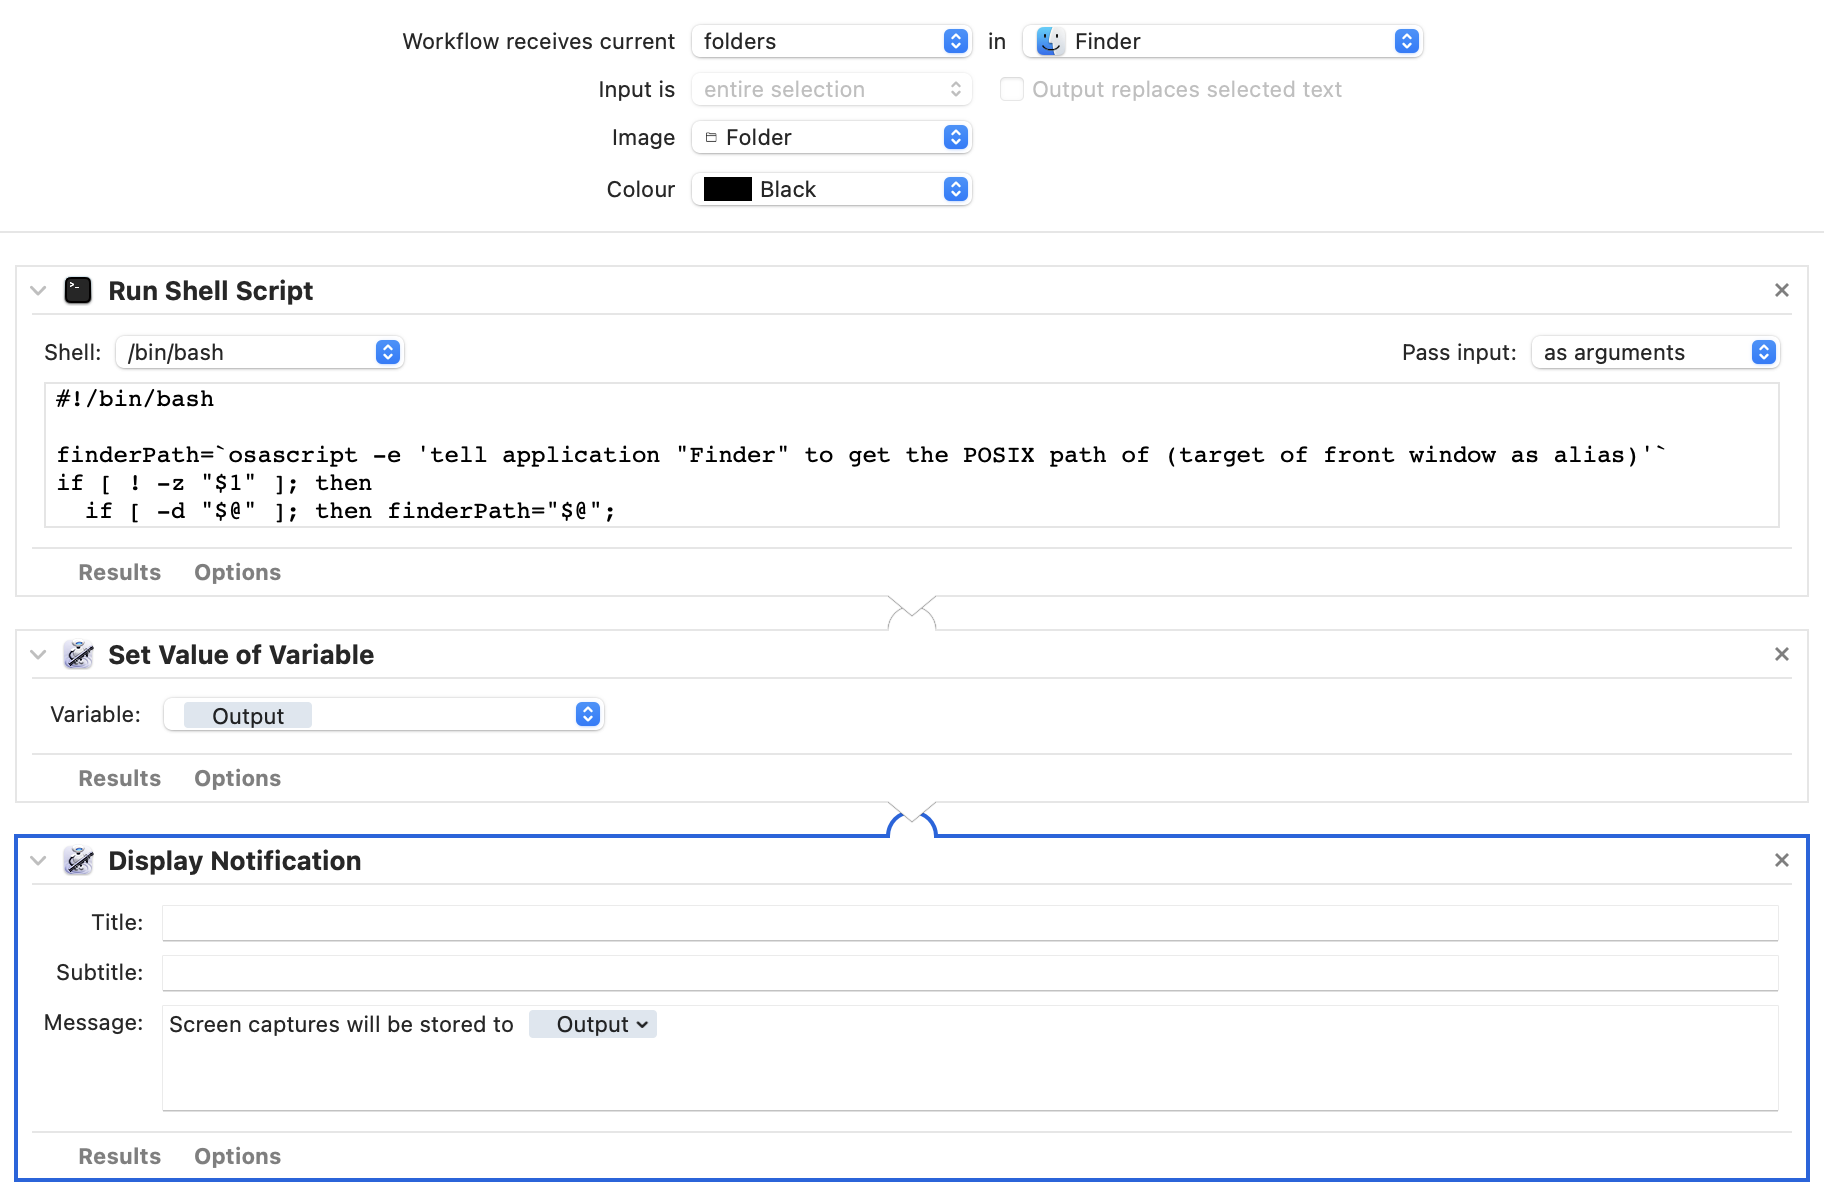 Workflow receives current folders in Finder
Input is entire selection Output replaces selected text
Image Folder
Colour Black
Run Shell Script
Shell: /bin/bash Pass input: as arguments
#!/bin/bash
finderPath=`osascript -e 'tell application "Finder" to get the POSIX path of (target of front window as alias)'`
if [ ! -z "$1" ]; then
if [ -d "$@" ]; then finderPath="$@";
Results Options
Set Value of Variable
Variable: Output
Results Options
Display Notification
Title:
Subtitle:
Message: Screen captures will be stored to Output
Results Options